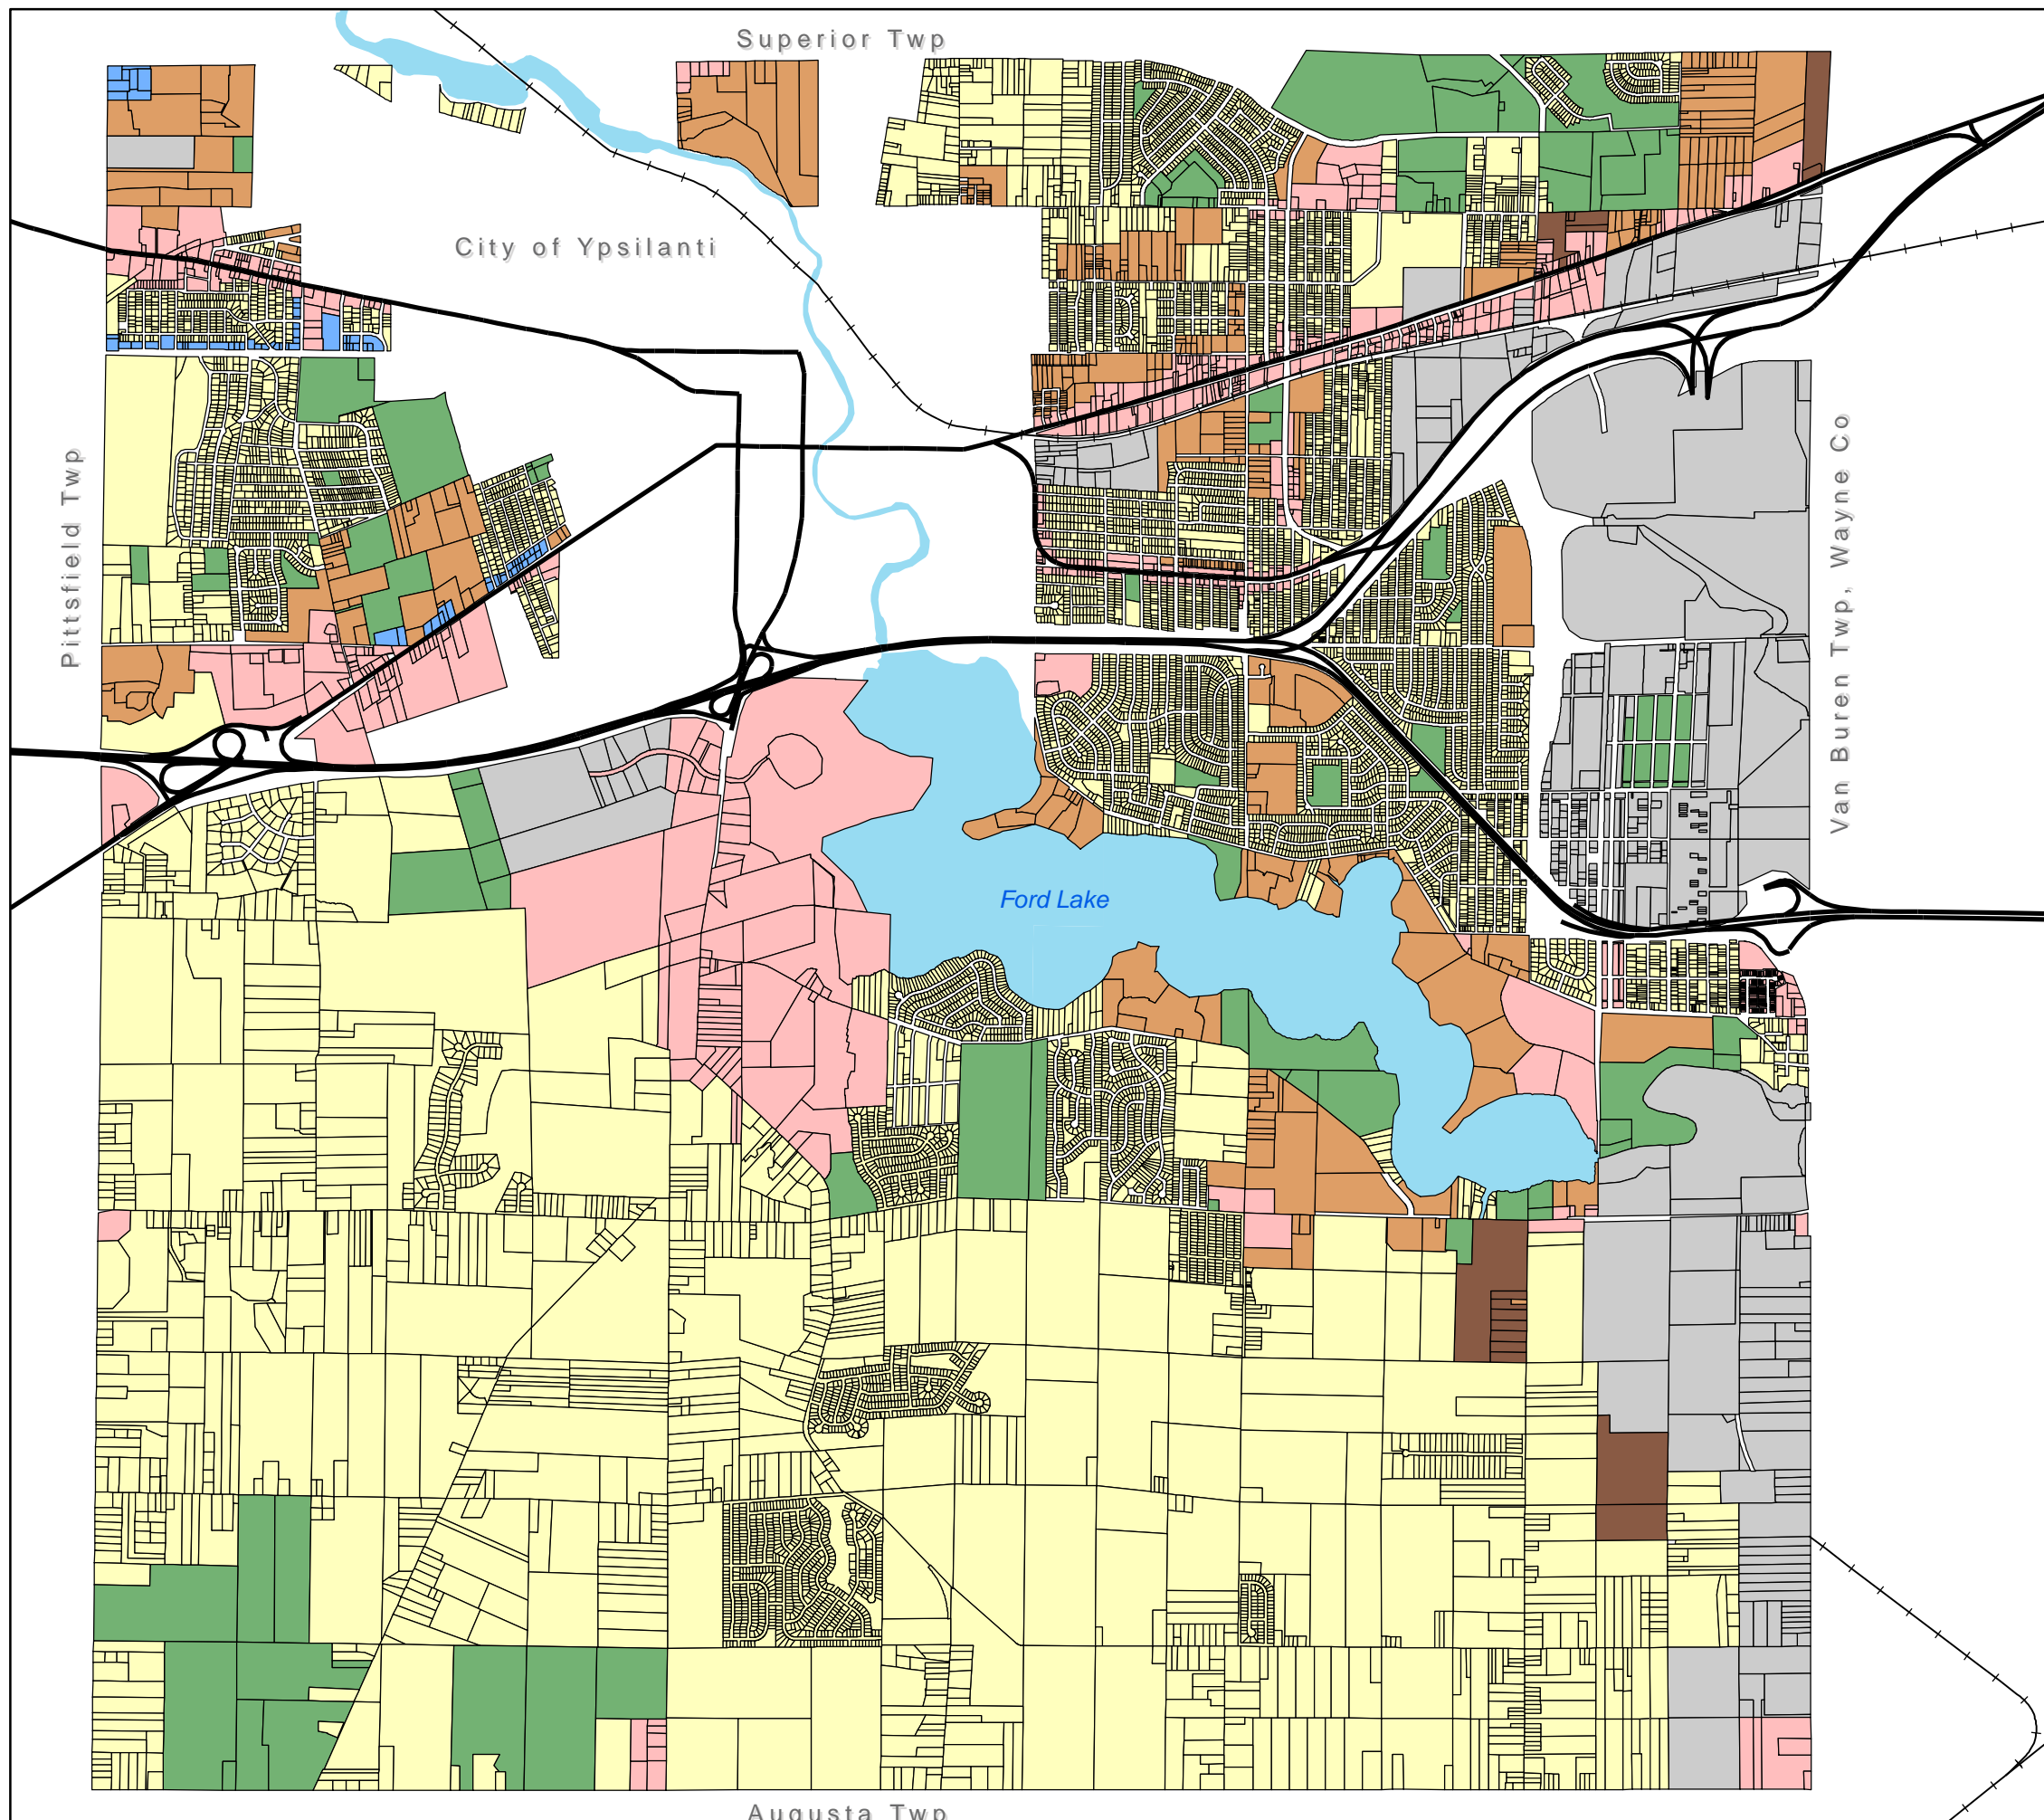 Superior Twp
City of Ypsilanti
Pittsfield Twp
Van Buren Twp, Wayne Co
Ford Lake
Augusta Twp